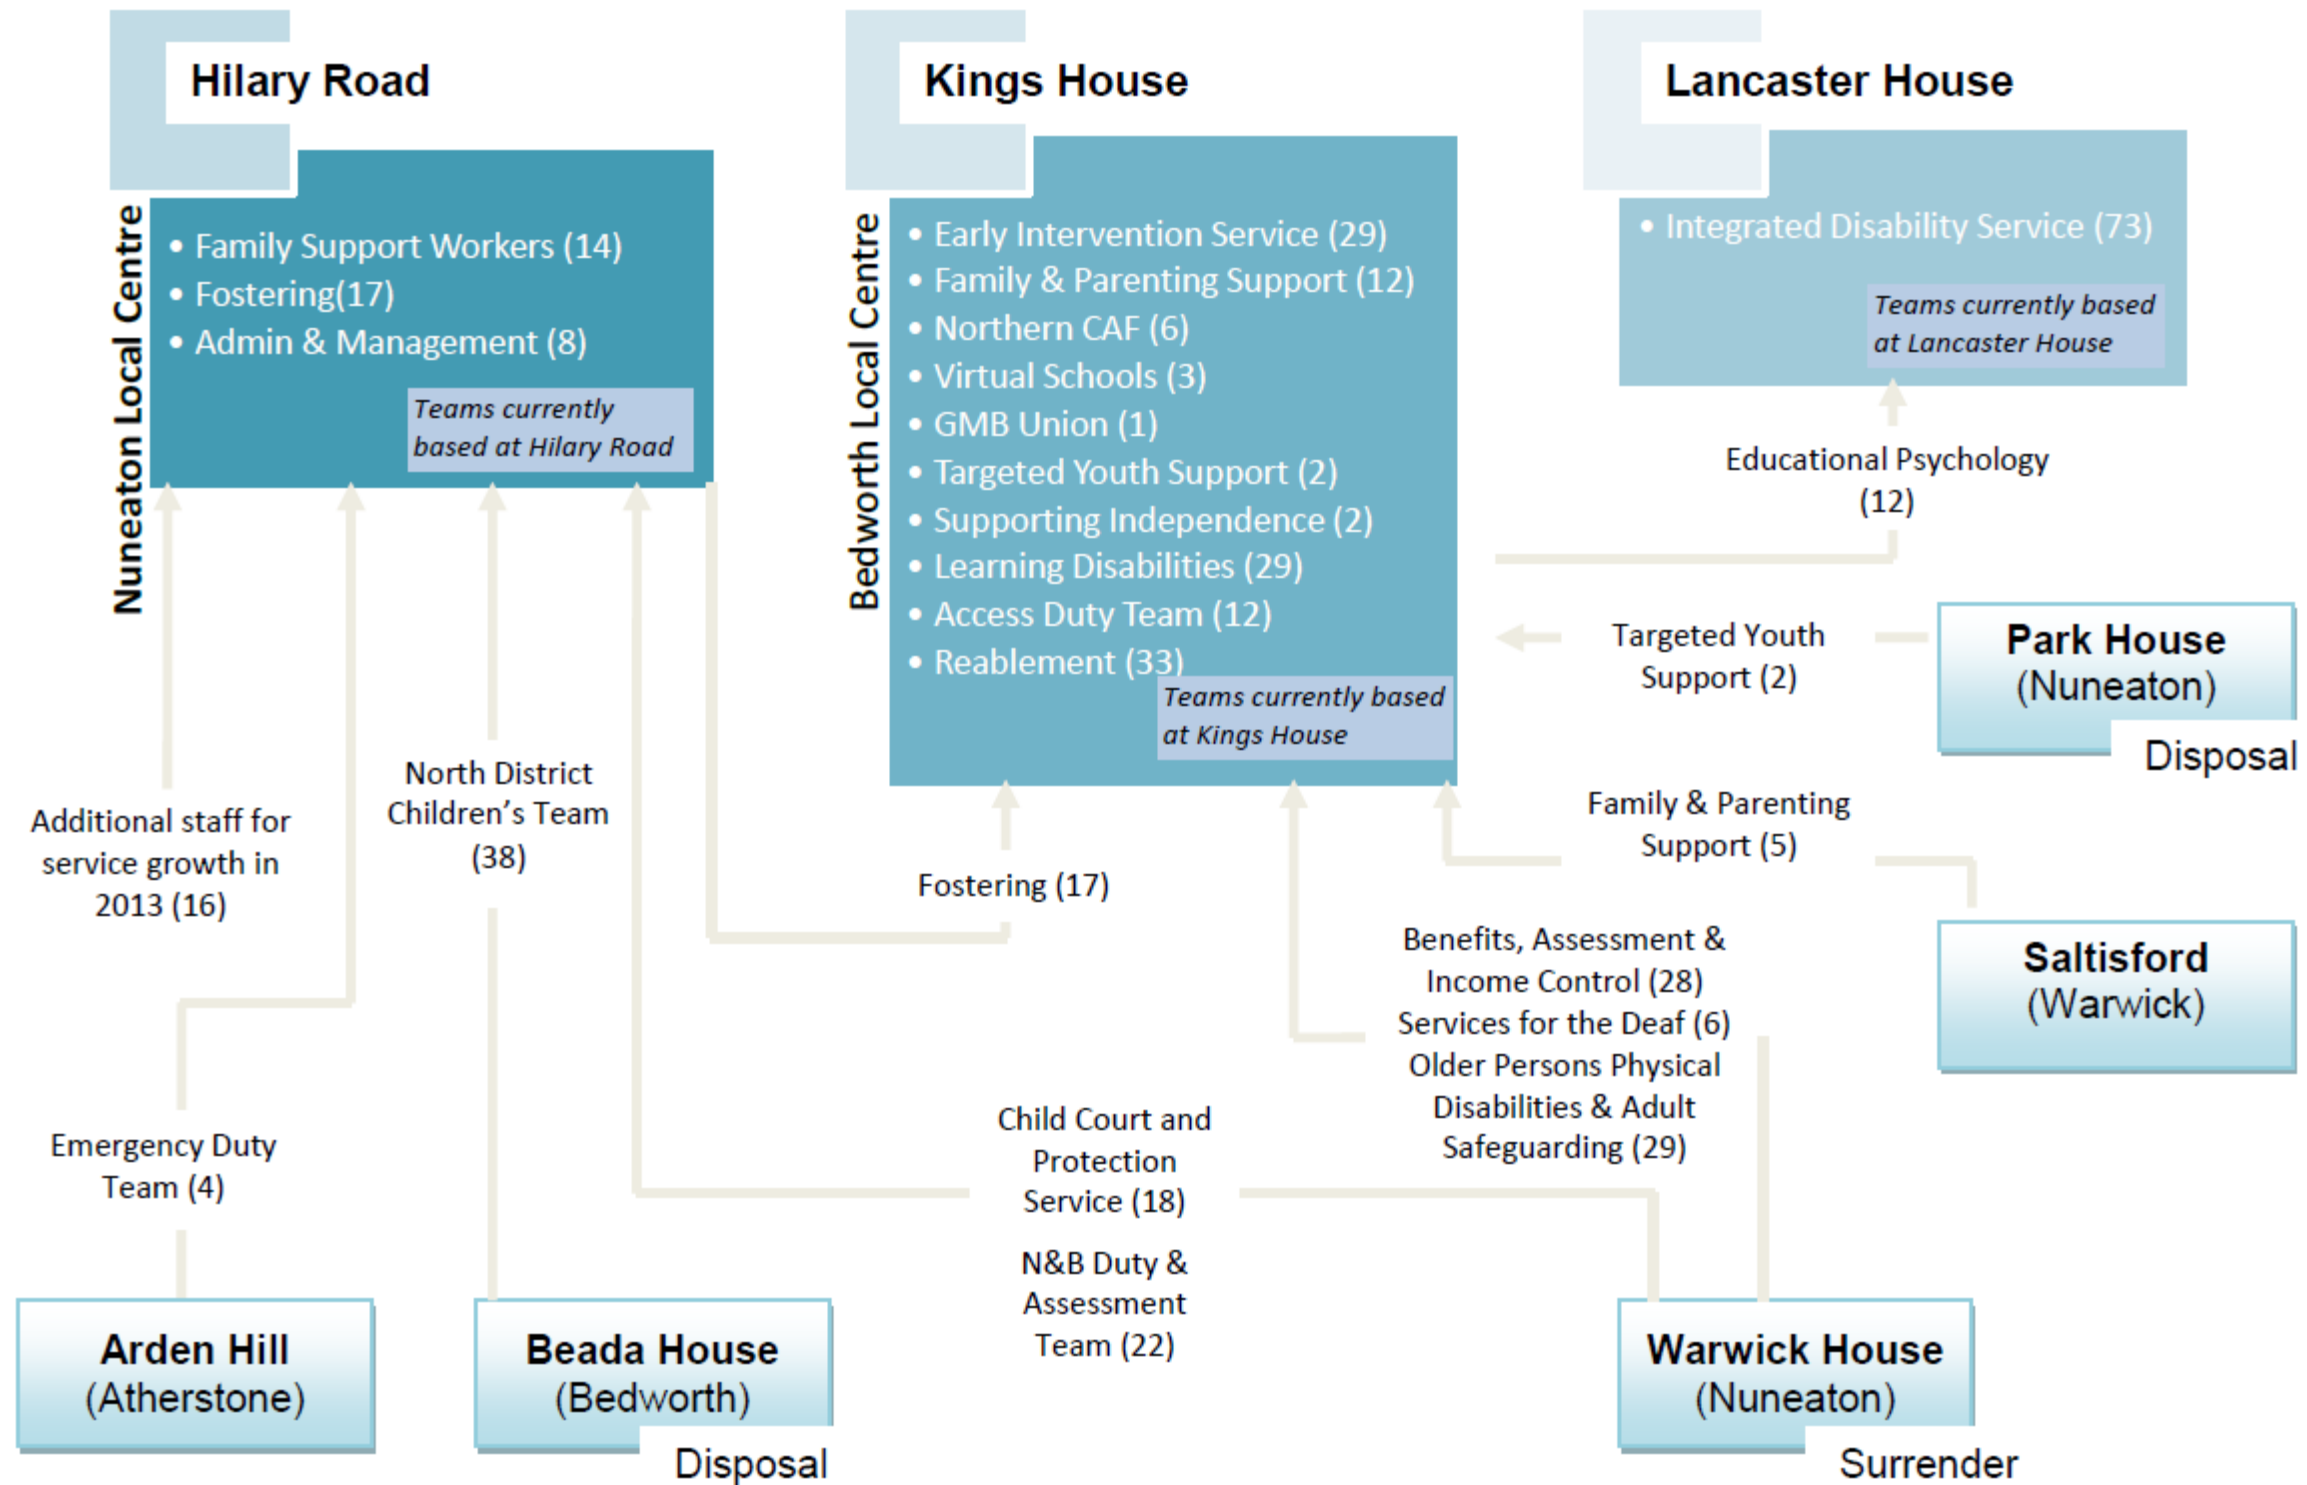 Hilary Road
Nuneaton Local Centre
• Family Support Workers (14)
• Fostering(17)
• Admin & Management (8)
Teams currently
based at Hilary Road
Kings House
Bedworth Local Centre
• Early Intervention Service (29)
• Family & Parenting Support (12)
• Northern CAF (6)
• Virtual Schools (3)
• GMB Union (1)
• Targeted Youth Support (2)
• Supporting Independence (2)
• Learning Disabilities (29)
• Access Duty Team (12)
• Reablement (33)
Teams currently based
at Kings House
Lancaster House
• Integrated Disability Service (73)
Teams currently based
at Lancaster House
Educational Psychology
(12)
Targeted Youth
Support (2)
Park House
(Nuneaton)
Disposal
Family & Parenting
Support (5)
Saltisford
(Warwick)
Additional staff for
service growth in
2013 (16)
North District
Children’s Team
(38)
Fostering (17)
Benefits, Assessment &
Income Control (28)
Services for the Deaf (6)
Older Persons Physical
Disabilities & Adult
Safeguarding (29)
Emergency Duty
Team (4)
Child Court and
Protection
Service (18)
N&B Duty &
Assessment
Team (22)
Arden Hill
(Atherstone)
Beada House
(Bedworth)
Disposal
Warwick House
(Nuneaton)
Surrender